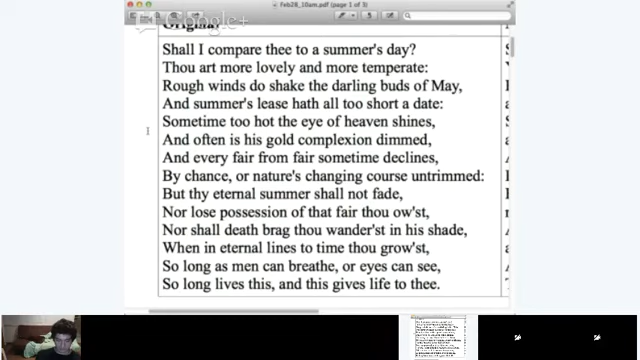 Feb28_10am.pdf (page 1 of 3)
Google+
Original
Shall I compare thee to a summer's day?
Thou art more lovely and more temperate:
Rough winds do shake the darling buds of May,
And summer's lease hath all too short a date:
Sometime too hot the eye of heaven shines,
And often is his gold complexion dimmed,
And every fair from fair sometime declines,
By chance, or nature's changing course untrimmed:
But thy eternal summer shall not fade,
Nor lose possession of that fair thou ow'st,
Nor shall death brag thou wander'st in his shade,
When in eternal lines to time thou grow'st,
So long as men can breathe, or eyes can see,
So long lives this, and this gives life to thee.